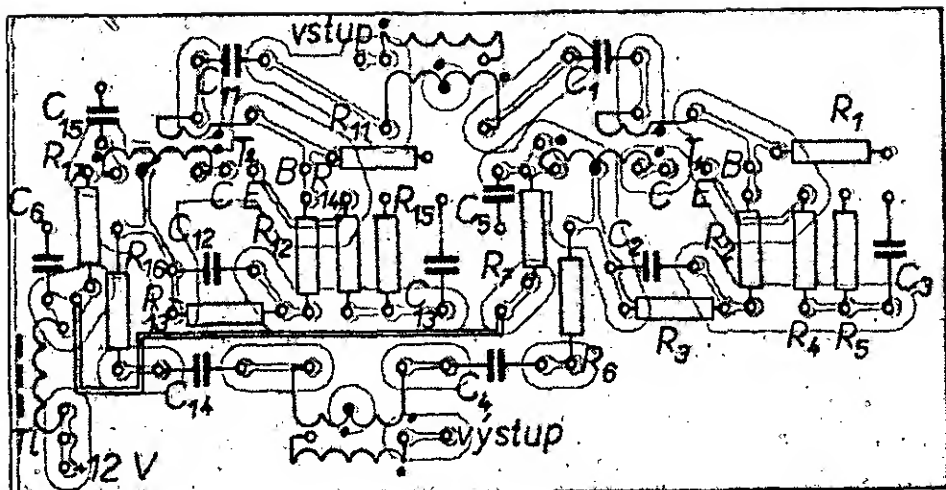 vstup
C11
C1
C15
R11
R1
R17
T2
T1
B
B
C
E
C
E
R14
R15
C5
C6
R12
R2
C12
C2
R16
R7
C3
R13
C13
R3
R4
R5
R6
C14
C4
výstup
Tl
+12 V